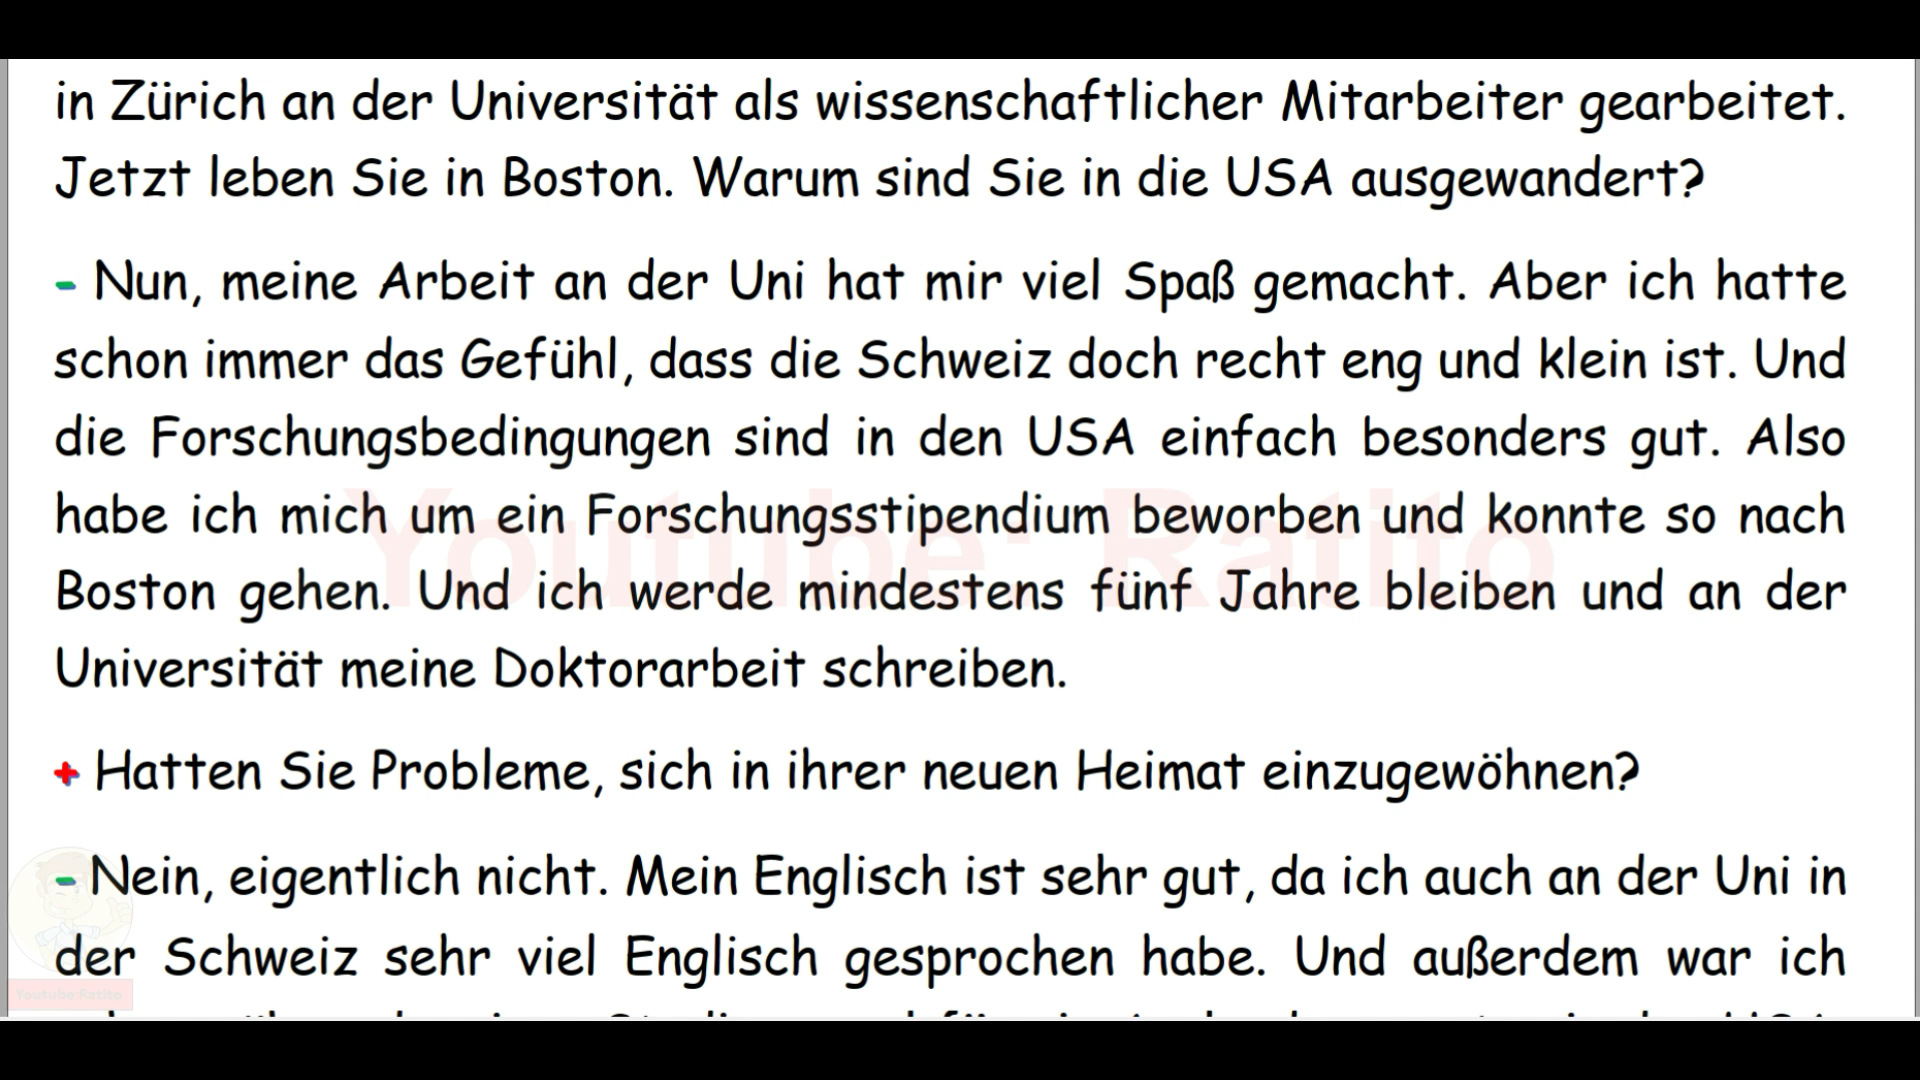 in Zürich an der Universität als wissenschaftlicher Mitarbeiter gearbeitet.
Jetzt leben Sie in Boston. Warum sind Sie in die USA ausgewandert?
- Nun, meine Arbeit an der Uni hat mir viel Spaß gemacht. Aber ich hatte
schon immer das Gefühl, dass die Schweiz doch recht eng und klein ist. Und
die Forschungsbedingungen sind in den USA einfach besonders gut. Also
habe ich mich um ein Forschungsstipendium beworben und konnte so nach
Youtube: Ratito
Boston gehen. Und ich werde mindestens fünf Jahre bleiben und an der
Universität meine Doktorarbeit schreiben.
+ Hatten Sie Probleme, sich in ihrer neuen Heimat einzugewöhnen?
- Nein, eigentlich nicht. Mein Englisch ist sehr gut, da ich auch an der Uni in
der Schweiz sehr viel Englisch gesprochen habe. Und außerdem war ich
Youtube Ratito